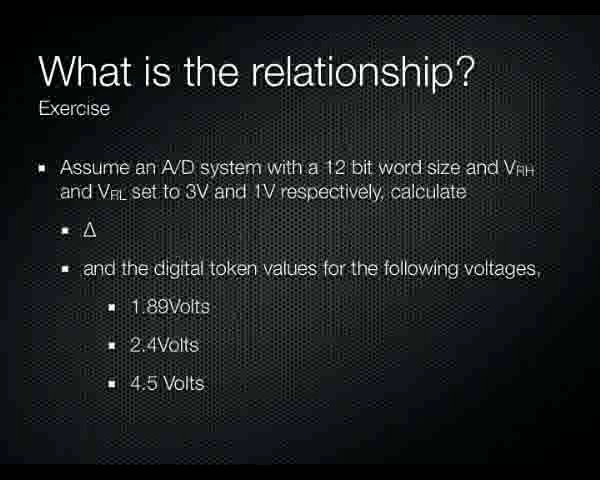 What is the relationship?
Exercise
Assume an A/D system with a 12 bit word size and VRH
and VRL set to 3V and 1V respectively, calculate
Δ
and the digital token values for the following voltages,
1.89Volts
2.4Volts
4.5 Volts